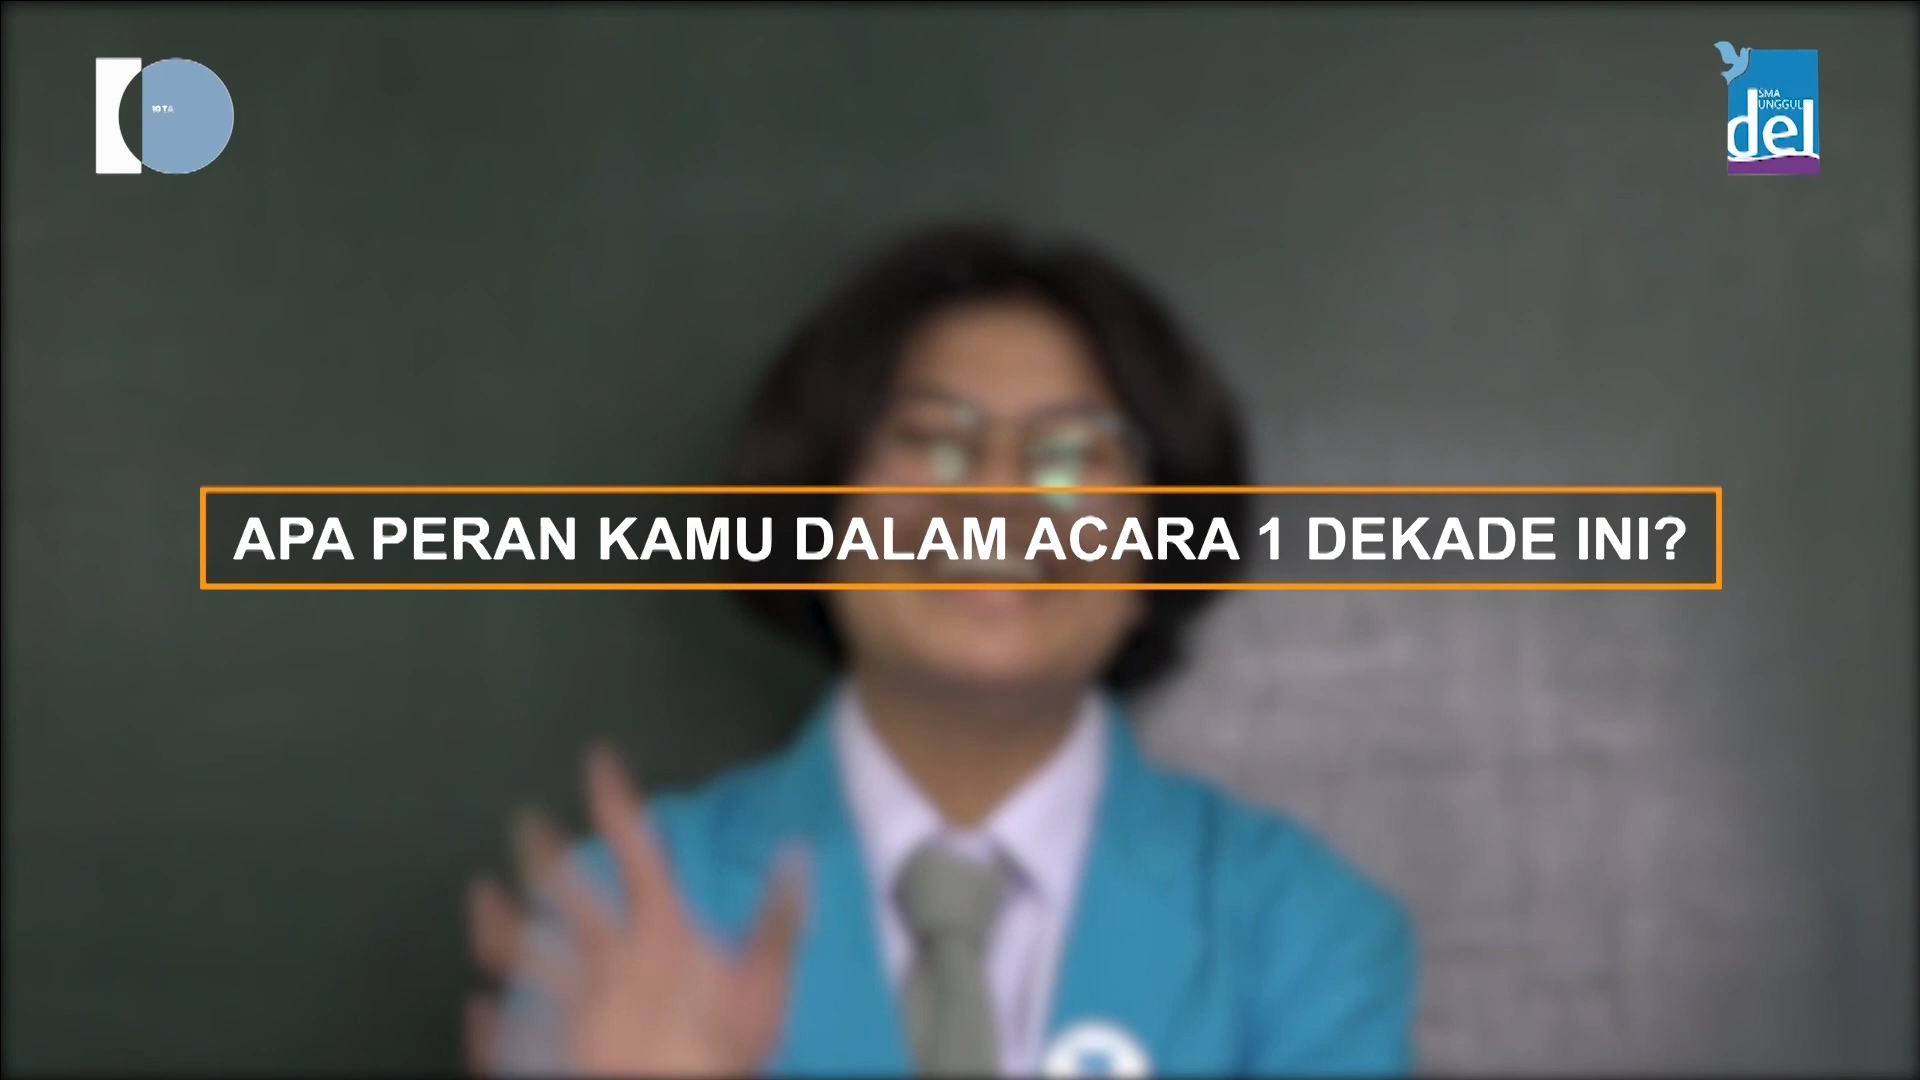 10 TA
SMA
UNGGUL
del
APA PERAN KAMU DALAM ACARA 1 DEKADE INI?